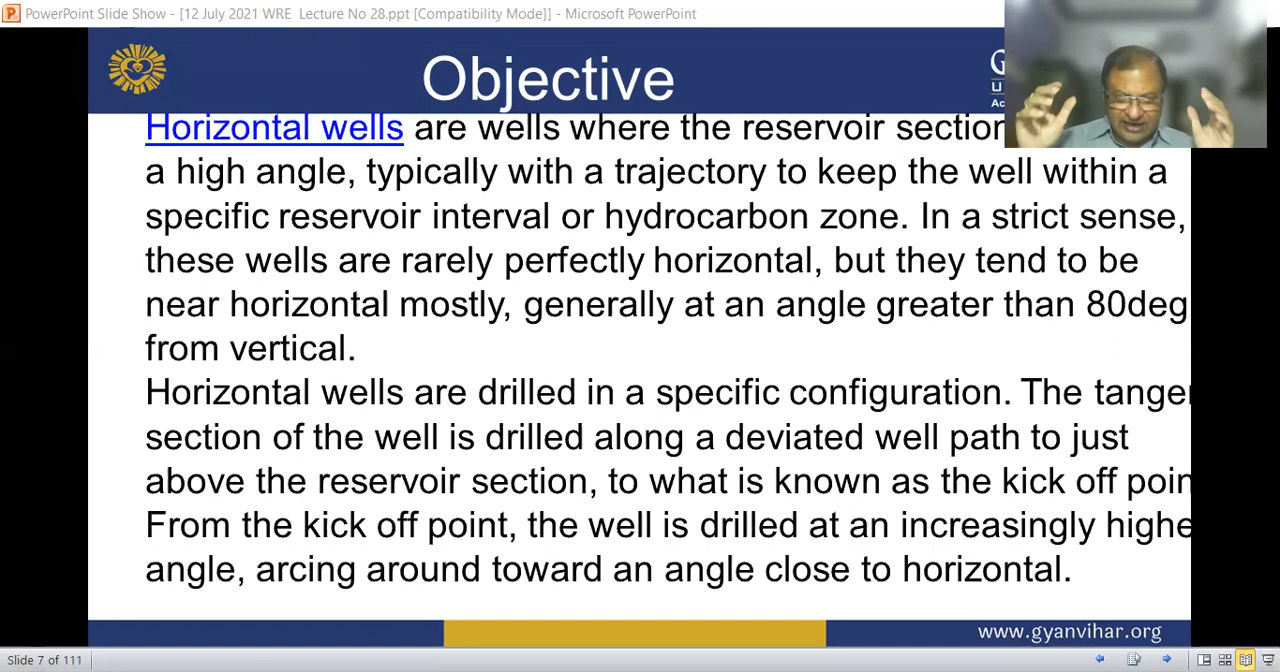 PowerPoint Slide Show - [12 July 2021 WRE Lecture No 28.ppt [Compatibility Mode]] - Microsoft PowerPoint
Objective
Horizontal wells are wells where the reservoir
a high angle, typically with a trajectory to keep the well within a
specific reservoir interval or hydrocarbon zone. In a strict sense,
these wells are rarely perfectly horizontal, but they tend to be
near horizontal mostly, generally at an angle greater than 80deg
from vertical.
Horizontal wells are drilled in a specific configuration. The
section of the well is drilled along a deviated well path to just
above the reservoir section, to what is known as the kick off
From the kick off point, the well is drilled at an increasingly
angle, arcing around toward an angle close to horizontal.
www.gyanvihar.org
Slide 7 of 111